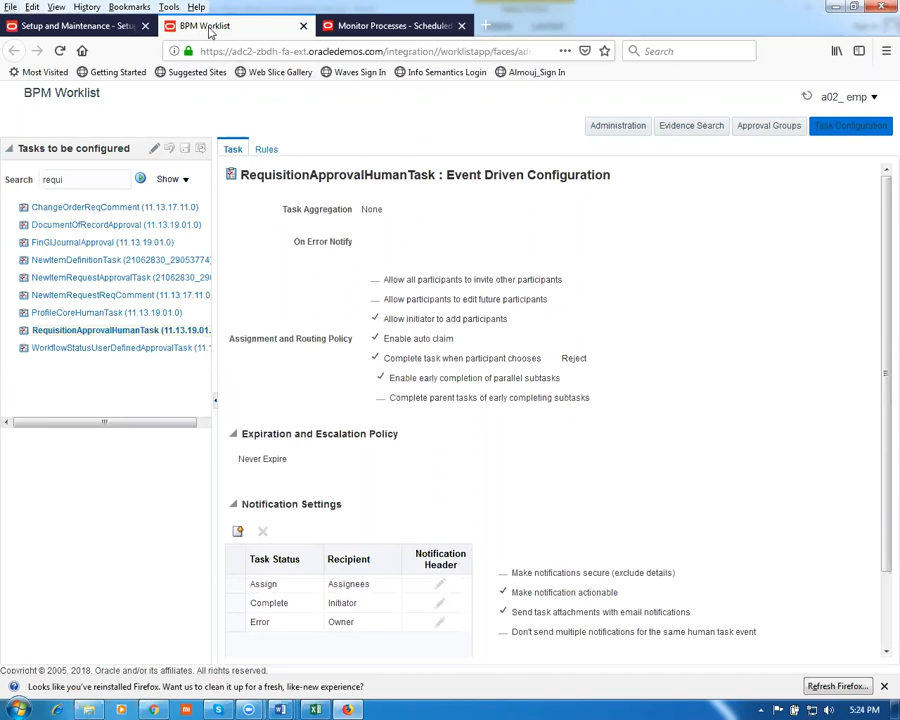 File Edit View History Bookmarks Tools Help
Setup and Maintenance - Setu
BPM Worklist
Monitor Processes - Scheduled
https://adc2-zbdh-fa-ext.oracledemos.com/integration/worklistapp/faces/ad
Search
Most Visited Getting Started Suggested Sites Web Slice Gallery Waves Sign In Info Semantics Login Almouj_Sign In
BPM Worklist
a02_ emp
Administration Evidence Search Approval Groups Task Configuration
Tasks to be configured
Task Rules
Search requi Show
ChangeOrderReqComment (11.13.17.11.0)
DocumentOfRecordApproval (11.13.19.01.0)
FinGlJournalApproval (11.13.19.01.0)
NewItemDefinitionTask (21062830_29053774)
NewItemRequestApprovalTask (21062830_29
NewItemRequestReqComment (11.13.17.11.0
ProfileCoreHumanTask (11.13.19.01.0)
RequisitionApprovalHumanTask (11.13.19.01.
WorkflowStatusUserDefinedApprovalTask (11.
RequisitionApprovalHumanTask : Event Driven Configuration
Task Aggregation None
On Error Notify
Allow all participants to invite other participants
Allow participants to edit future participants
Allow initiator to add participants
Assignment and Routing Policy
Enable auto claim
Complete task when participant chooses Reject
Enable early completion of parallel subtasks
Complete parent tasks of early completing subtasks
Expiration and Escalation Policy
Never Expire
Notification Settings
Task Status Recipient Notification Header
Assign Assignees
Complete Initiator
Error Owner
Make notifications secure (exclude details)
Make notification actionable
Send task attachments with email notifications
Don't send multiple notifications for the same human task event
Copyright © 2005, 2018, Oracle and/or its affiliates. All rights reserved.
Looks like you've reinstalled Firefox. Want us to clean it up for a fresh, like-new experience?
Refresh Firefox...
5:24 PM